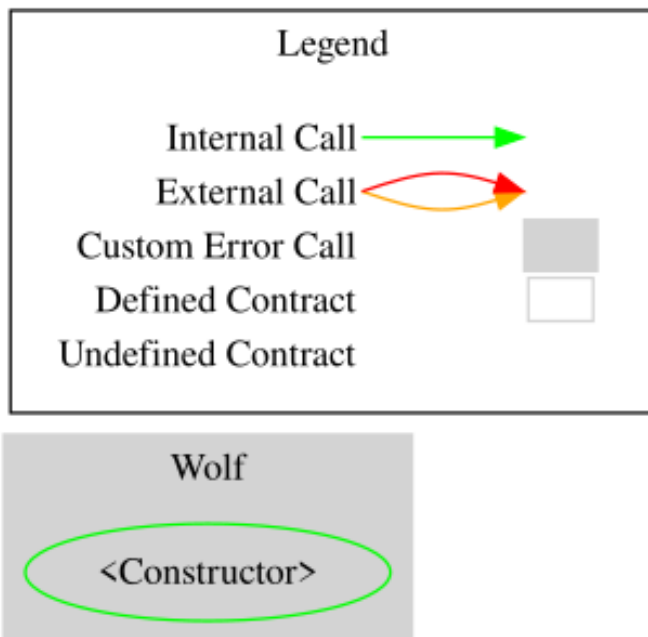 Legend
Internal Call
External Call
Custom Error Call
Defined Contract
Undefined Contract
Wolf
<Constructor>